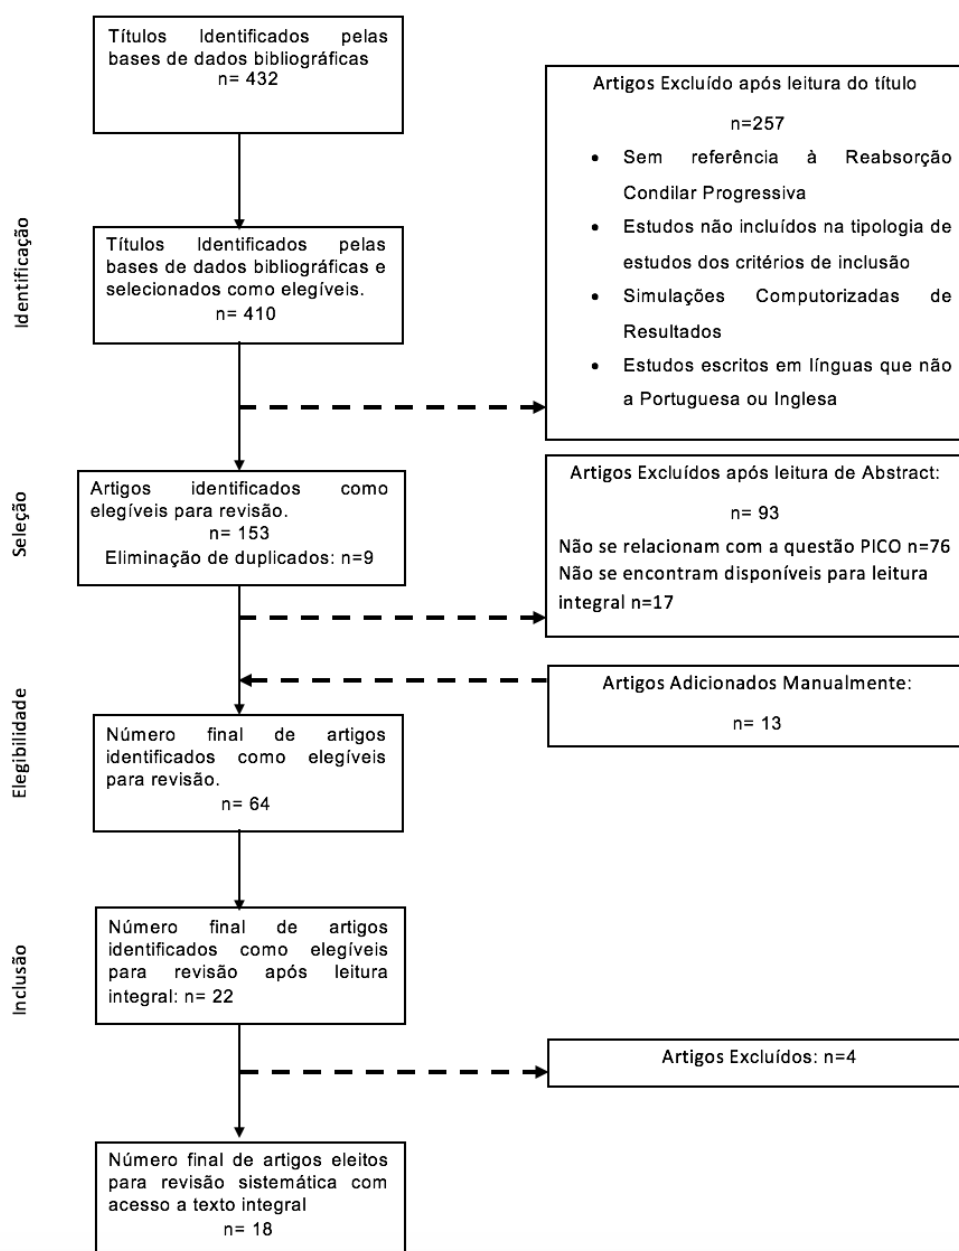 Títulos Identificados pelas
bases de dados bibliográficas
n= 432
Artigos Excluído após leitura do título
n=257
• Sem referência à Reabsorção
Condilar Progressiva
• Estudos não incluídos na tipologia de
estudos dos critérios de inclusão
• Simulações Computorizadas de
Resultados
• Estudos escritos em línguas que não
a Portuguesa ou Inglesa
Identificação
Títulos Identificados pelas
bases de dados bibliográficas e
selecionados como elegíveis.
n= 410
Seleção
Artigos identificados como
elegíveis para revisão.
n= 153
Eliminação de duplicados: n=9
Artigos Excluídos após leitura de Abstract:
n= 93
Não se relacionam com a questão PICO n=76
Não se encontram disponíveis para leitura
integral n=17
Artigos Adicionados Manualmente:
n= 13
Elegibilidade
Número final de artigos
identificados como elegíveis
para revisão.
n= 64
Inclusão
Número final de artigos
identificados como elegíveis
para revisão após leitura
integral: n= 22
Artigos Excluídos: n=4
Número final de artigos eleitos
para revisão sistemática com
acesso a texto integral
n= 18